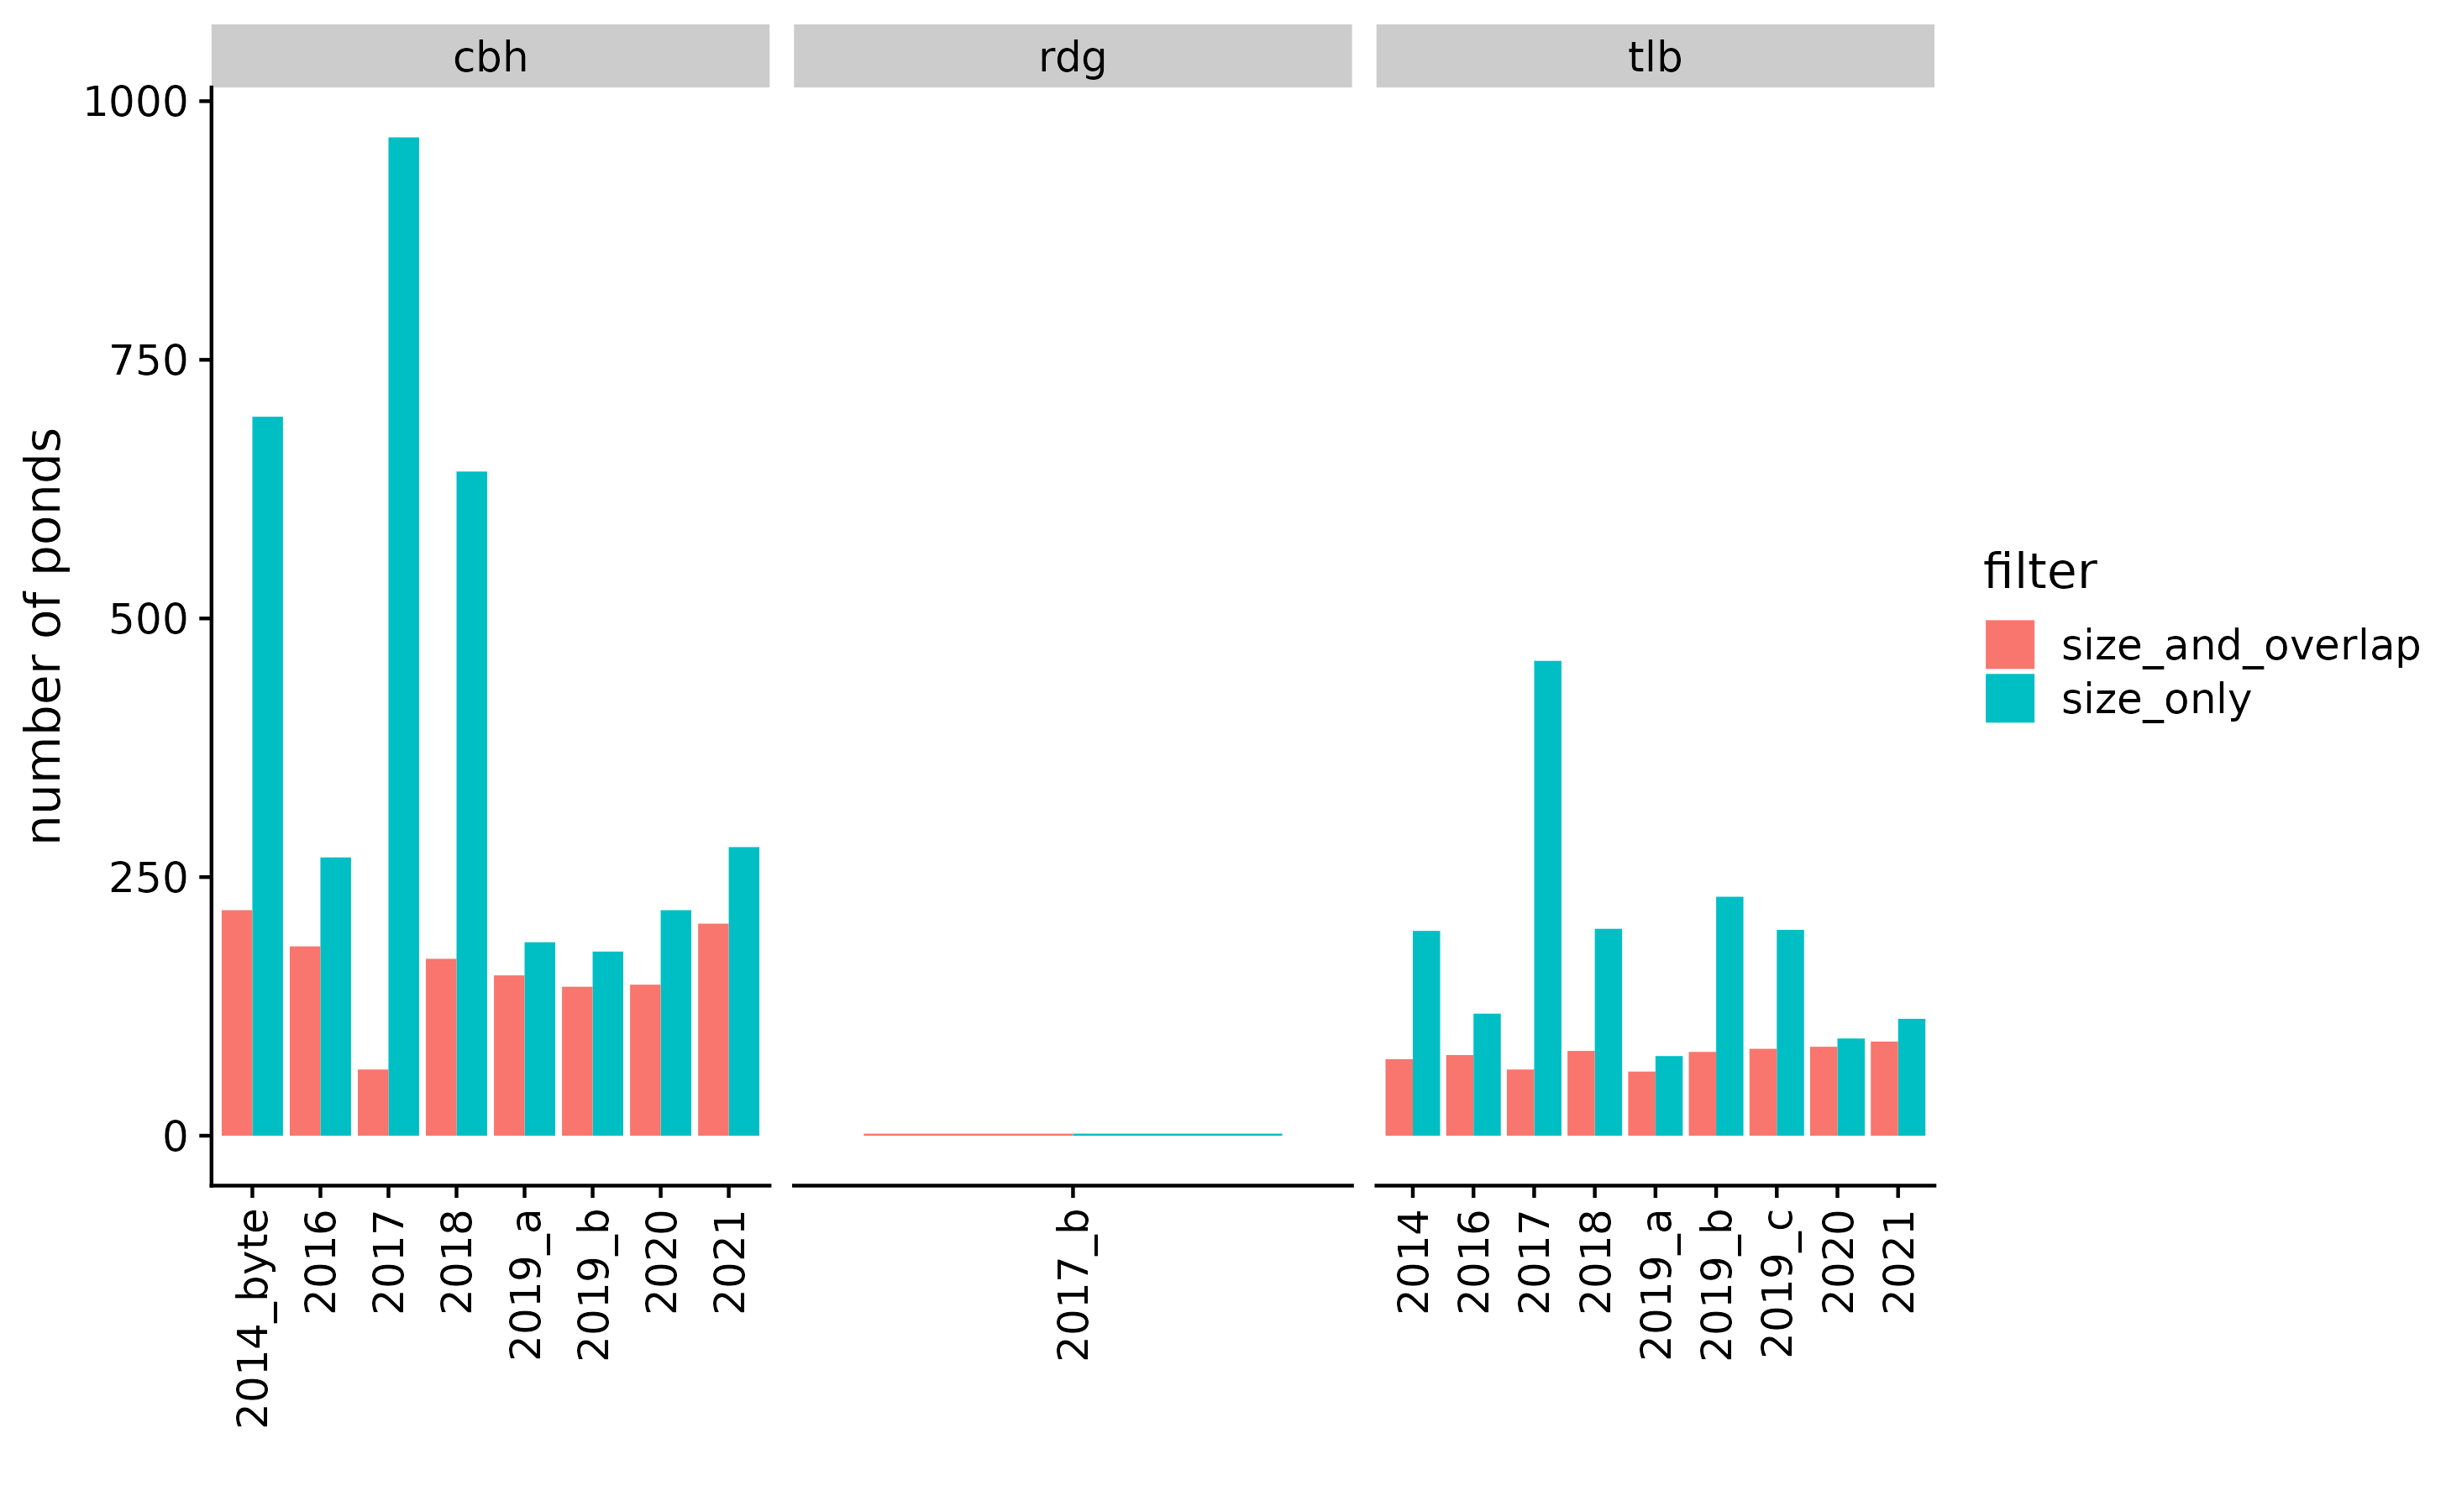 cbh
rdg
tlb
1000
750
500
250
0
number of ponds
2014_byte
2016
2017
2018
2019_a
2019_b
2020
2021
2017_b
2014
2016
2017
2018
2019_a
2019_b
2019_c
2020
2021
filter
size_and_overlap
size_only